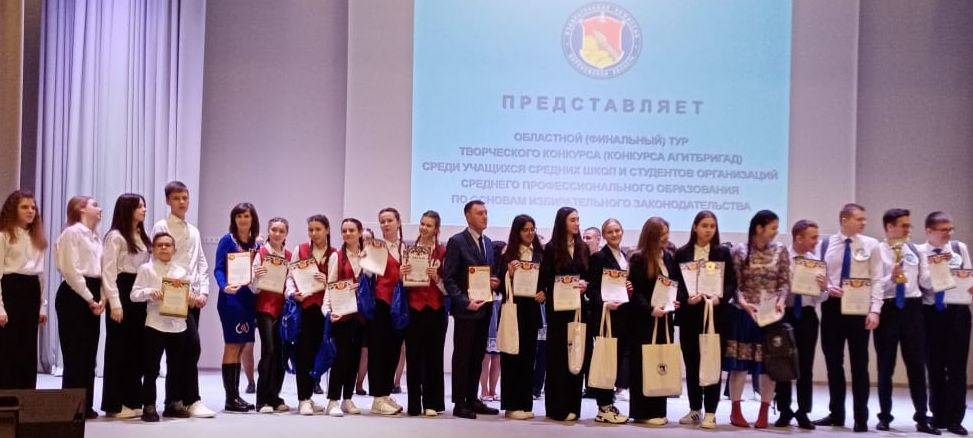 ПРЕДСТАВЛЯЕТ
ОБЛАСТНОЙ (ФИНАЛЬНЫЙ) ТУР
ТВОРЧЕСКОГО КОНКУРСА (КОНКУРСА АГИТБРИГАД)
СРЕДИ УЧАЩИХСЯ СРЕДНИХ ШКОЛ И СТУДЕНТОВ ОРГАНИЗАЦИЙ
СРЕДНЕГО ПРОФЕССИОНАЛЬНОГО ОБРАЗОВАНИЯ
ПО ОСНОВАМ ИЗБИРАТЕЛЬНОГО ЗАКОНОДАТЕЛЬСТВА